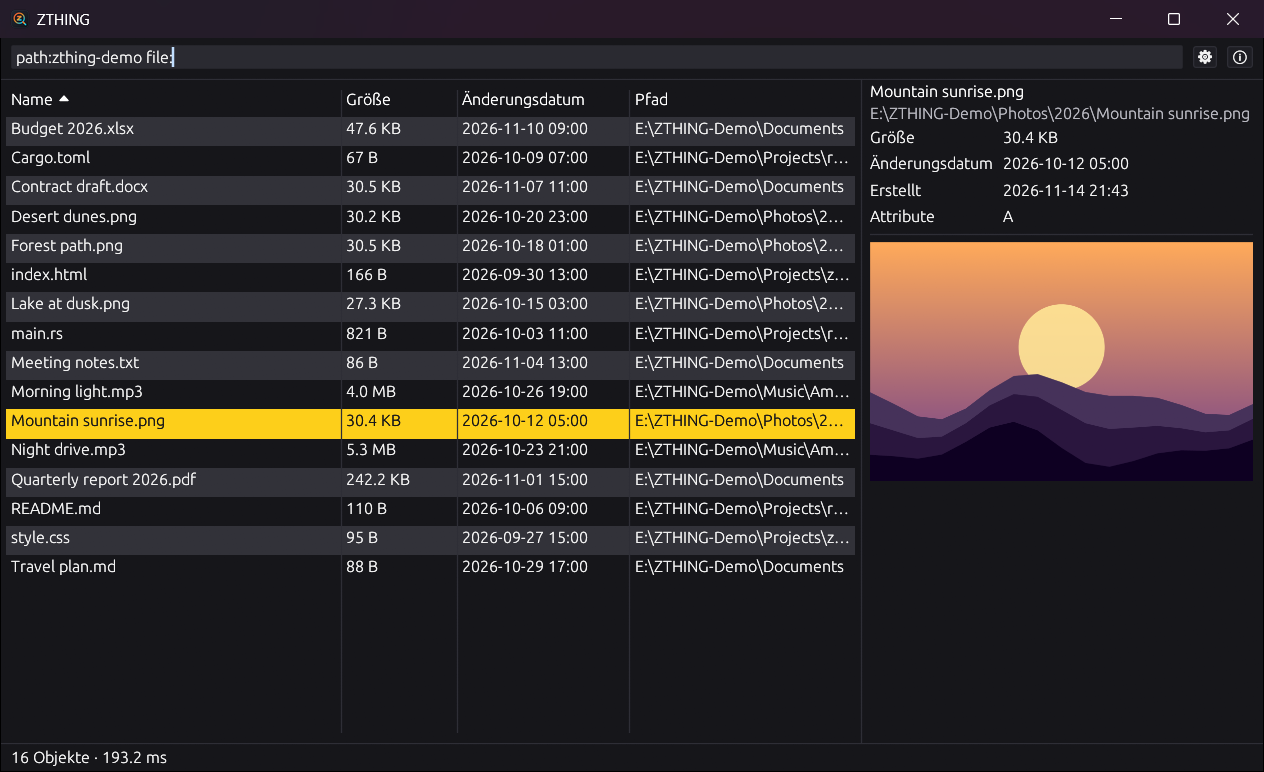 ZTHING
path:zthing-demo file:
Name Größe Änderungsdatum Pfad
Budget 2026.xlsx 47.6 KB 2026-11-10 09:00 E:\ZTHING-Demo\Documents
Cargo.toml 67 B 2026-10-09 07:00 E:\ZTHING-Demo\Projects\r…
Contract draft.docx 30.5 KB 2026-11-07 11:00 E:\ZTHING-Demo\Documents
Desert dunes.png 30.2 KB 2026-10-20 23:00 E:\ZTHING-Demo\Photos\2…
Forest path.png 30.5 KB 2026-10-18 01:00 E:\ZTHING-Demo\Photos\2…
index.html 166 B 2026-09-30 13:00 E:\ZTHING-Demo\Projects\z…
Lake at dusk.png 27.3 KB 2026-10-15 03:00 E:\ZTHING-Demo\Photos\2…
main.rs 821 B 2026-10-03 11:00 E:\ZTHING-Demo\Projects\r…
Meeting notes.txt 86 B 2026-11-04 13:00 E:\ZTHING-Demo\Documents
Morning light.mp3 4.0 MB 2026-10-26 19:00 E:\ZTHING-Demo\Music\Am…
Mountain sunrise.png 30.4 KB 2026-10-12 05:00 E:\ZTHING-Demo\Photos\2…
Night drive.mp3 5.3 MB 2026-10-23 21:00 E:\ZTHING-Demo\Music\Am…
Quarterly report 2026.pdf 242.2 KB 2026-11-01 15:00 E:\ZTHING-Demo\Documents
README.md 110 B 2026-10-06 09:00 E:\ZTHING-Demo\Projects\r…
style.css 95 B 2026-09-27 15:00 E:\ZTHING-Demo\Projects\z…
Travel plan.md 88 B 2026-10-29 17:00 E:\ZTHING-Demo\Documents
Mountain sunrise.png
E:\ZTHING-Demo\Photos\2026\Mountain sunrise.png
Größe 30.4 KB
Änderungsdatum 2026-10-12 05:00
Erstellt 2026-11-14 21:43
Attribute A
16 Objekte · 193.2 ms